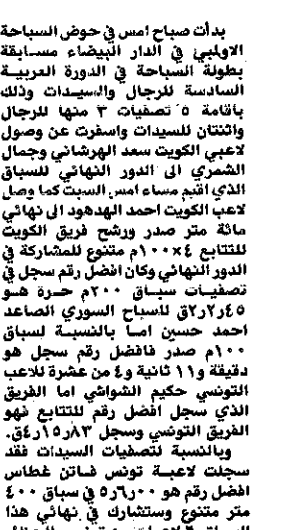 بدأت صباح امس في حوض السباحة
الاولمبي في الدار البيضاء مسابقة
بطولة السباحة في الدورة العربية
السادسة للرجال والسيدات وذلك
باقامة ٥ تصفيات ٣ منها للرجال
واثنتان للسيدات واسفرت عن وصول
لاعبي الكويت سعد الهرشاني وجمال
الشمري الى الدور النهائي للسباق
الذي اقيم مساء امس السبت كما وصل
لاعب الكويت احمد الهدهود الى نهائي
مائة متر صدر ورشح فريق الكويت
للتتابع ٤×١٠٠م متنوع للمشاركة في
الدور النهائي وكان افضل رقم سجل في
تصفيات سباق ٢٠٠م حرة هو
٤٥ر٢ر٢ق للسباح السوري الصاعد
احمد حسين اما بالنسبة لسباق
١٠٠م صدر فافضل رقم سجل هو
دقيقة و١١ ثانية و٤ من عشرة للاعب
التونسي حكيم الشواشي اما الفريق
الذي سجل افضل رقم للتتابع فهو
الفريق التونسي وسجل ٨٣ر١٥ر٤ق.
وبالنسبة لتصفيات السيدات فقد
سجلت لاعبة تونس فاتن غطاس
افضل رقم هو ٠٠ر٦ر٥ في سباق ٤٠٠
متر متنوع وستشارك في نهائي هذا